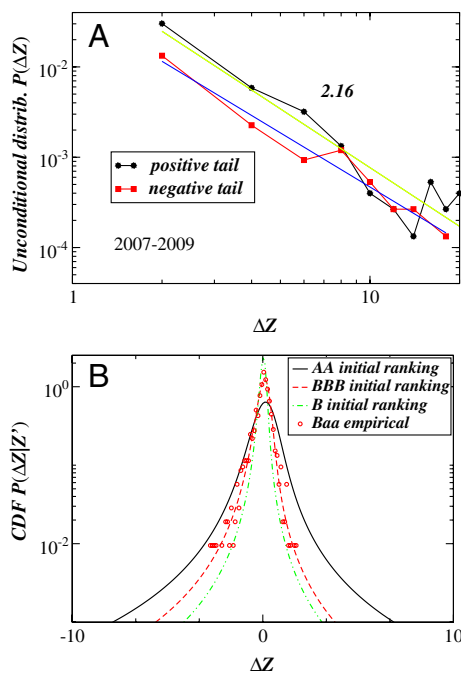 A
Unconditional distrib. P(ΔZ)
10⁻¹
10⁻²
10⁻³
10⁻⁴
2.16
positive tail
negative tail
2007-2009
1
10
ΔZ
B
CDF P(ΔZ|Z')
10⁰
10⁻²
AA initial ranking
BBB initial ranking
B initial ranking
Baa empirical
-10
0
10
ΔZ